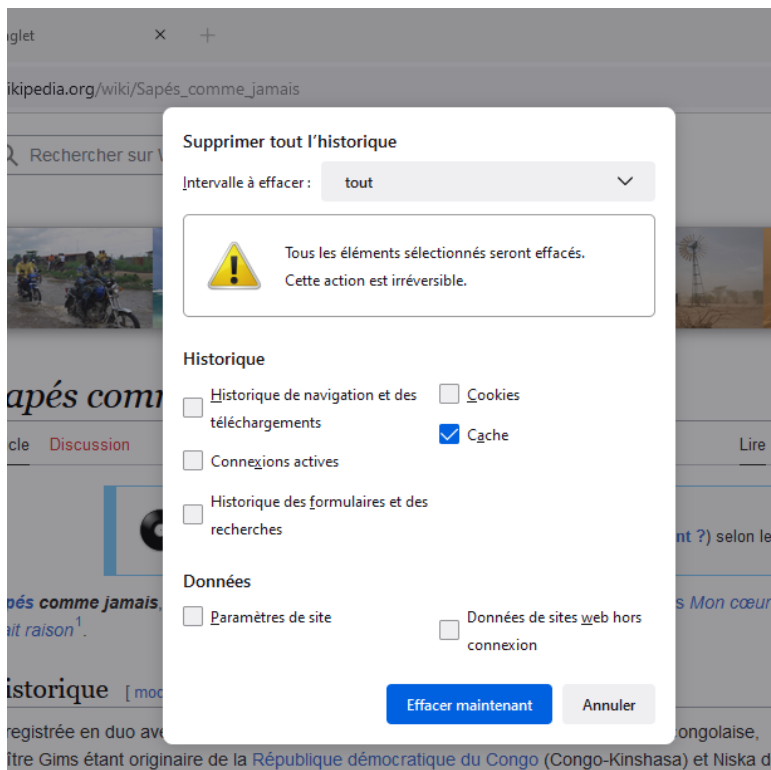 nglet
ikipedia.org/wiki/Sapés_comme_jamais
Rechercher sur
Supprimer tout l'historique
Intervalle à effacer : tout
Tous les éléments sélectionnés seront effacés.
Cette action est irréversible.
Historique
Historique de navigation et des
téléchargements
Cookies
Cache
Connexions actives
Historique des formulaires et des
recherches
Données
Paramètres de site
Données de sites web hors
connexion
Effacer maintenant Annuler
apés com
cle Discussion
Lire
nt ?) selon le
pés comme jamais,
s Mon cœur
ait raison1.
istorique [ mod
registrée en duo ave
ongolaise,
ître Gims étant originaire de la République démocratique du Congo (Congo-Kinshasa) et Niska d